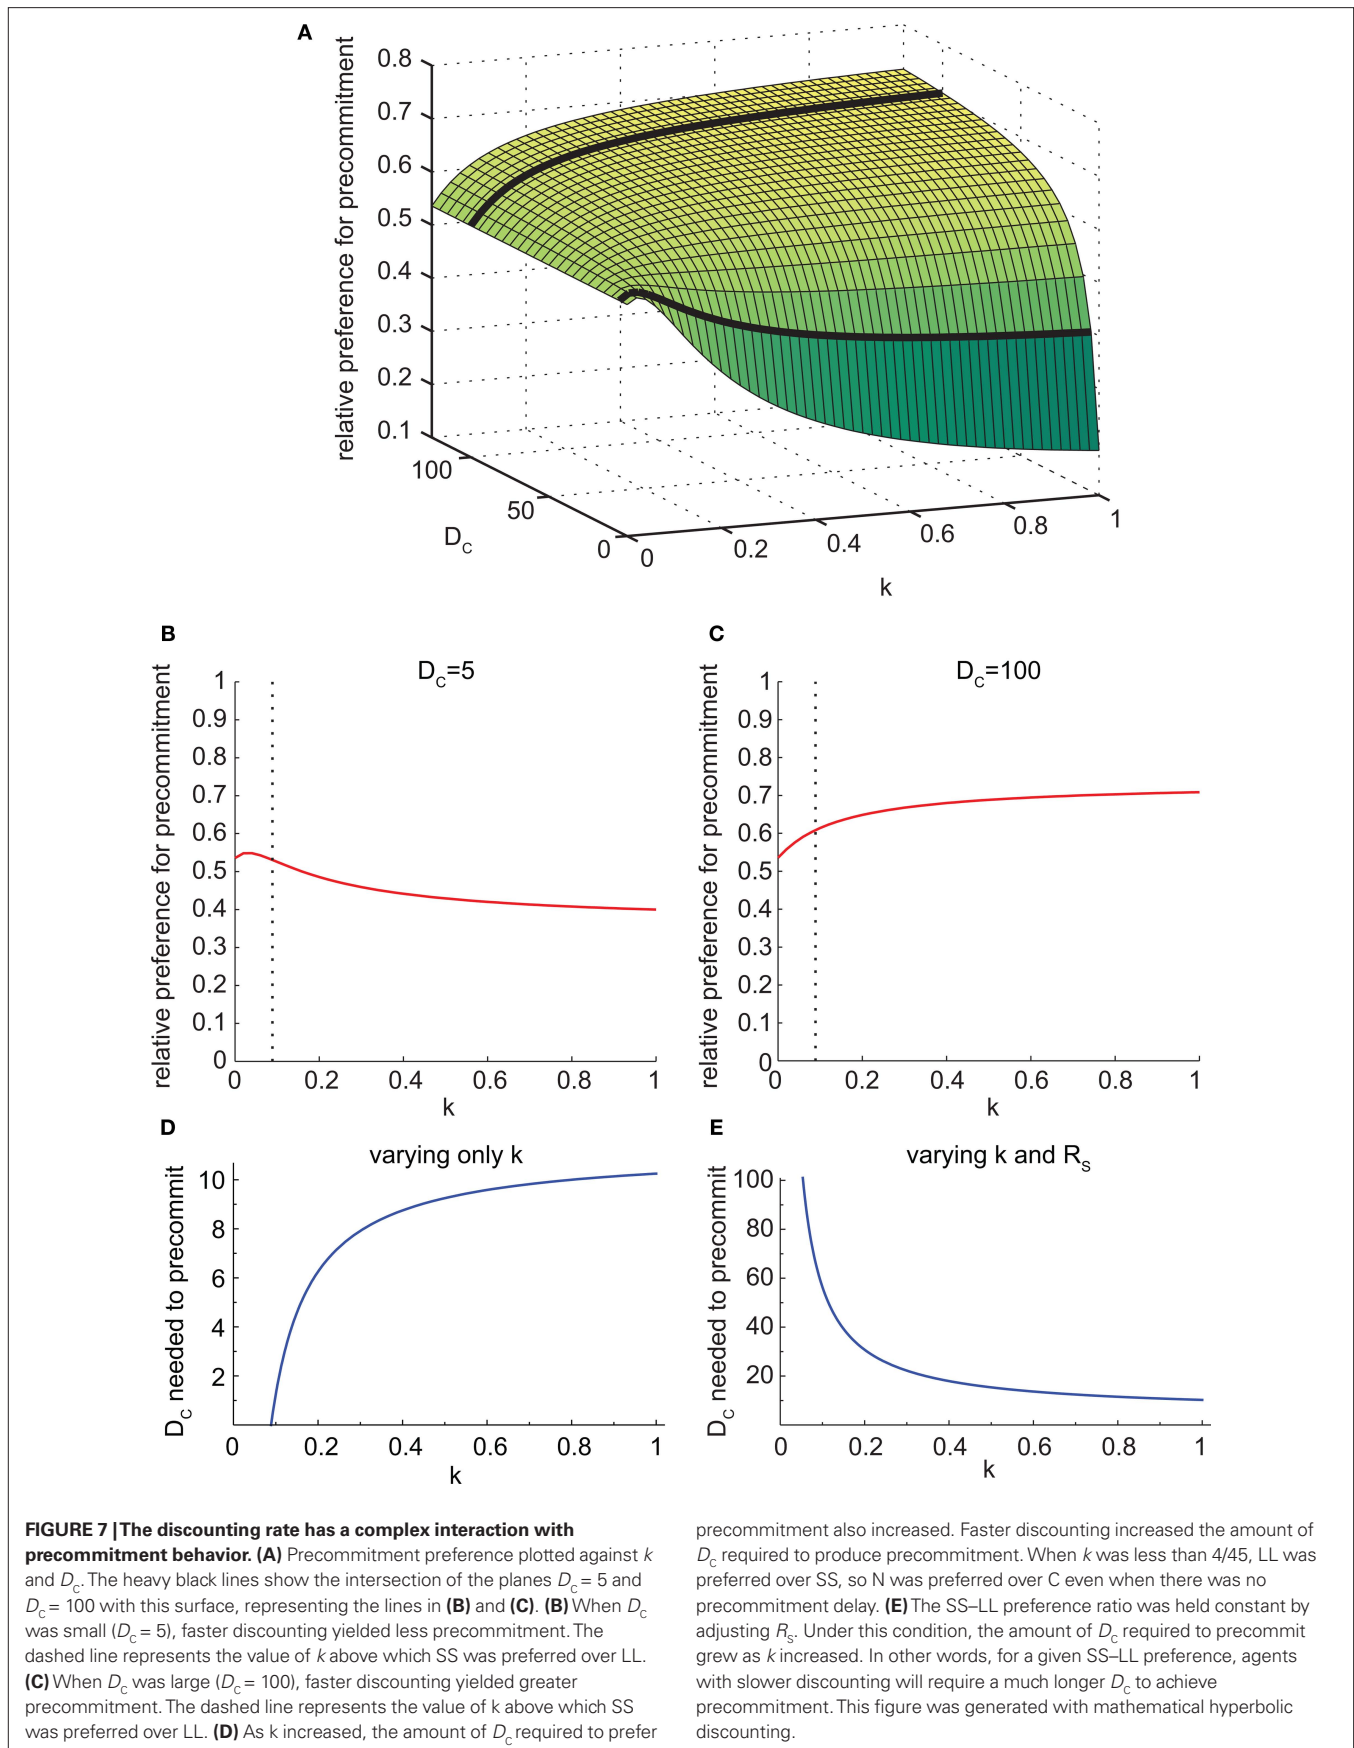 A
relative preference for precommitment
0.8
0.7
0.6
0.5
0.4
0.3
0.2
0.1
100
50
0
D_C
0
0.2
0.4
0.6
0.8
1
k
B
D_C=5
relative preference for precommitment
1
0.9
0.8
0.7
0.6
0.5
0.4
0.3
0.2
0.1
0
0 0.2 0.4 0.6 0.8 1
k
C
D_C=100
relative preference for precommitment
1
0.9
0.8
0.7
0.6
0.5
0.4
0.3
0.2
0.1
0
0 0.2 0.4 0.6 0.8 1
k
D
varying only k
D_C needed to precommit
10
8
6
4
2
0 0.2 0.4 0.6 0.8 1
k
E
varying k and R_S
D_C needed to precommit
100
80
60
40
20
0 0.2 0.4 0.6 0.8 1
k
FIGURE 7 | The discounting rate has a complex interaction with
precommitment behavior. (A) Precommitment preference plotted against k
and D_C. The heavy black lines show the intersection of the planes D_C = 5 and
D_C = 100 with this surface, representing the lines in (B) and (C). (B) When D_C
was small (D_C = 5), faster discounting yielded less precommitment. The
dashed line represents the value of k above which SS was preferred over LL.
(C) When D_C was large (D_C = 100), faster discounting yielded greater
precommitment. The dashed line represents the value of k above which SS
was preferred over LL. (D) As k increased, the amount of D_C required to prefer
precommitment also increased. Faster discounting increased the amount of
D_C required to produce precommitment. When k was less than 4/45, LL was
preferred over SS, so N was preferred over C even when there was no
precommitment delay. (E) The SS–LL preference ratio was held constant by
adjusting R_S. Under this condition, the amount of D_C required to precommit
grew as k increased. In other words, for a given SS–LL preference, agents
with slower discounting will require a much longer D_C to achieve
precommitment. This figure was generated with mathematical hyperbolic
discounting.